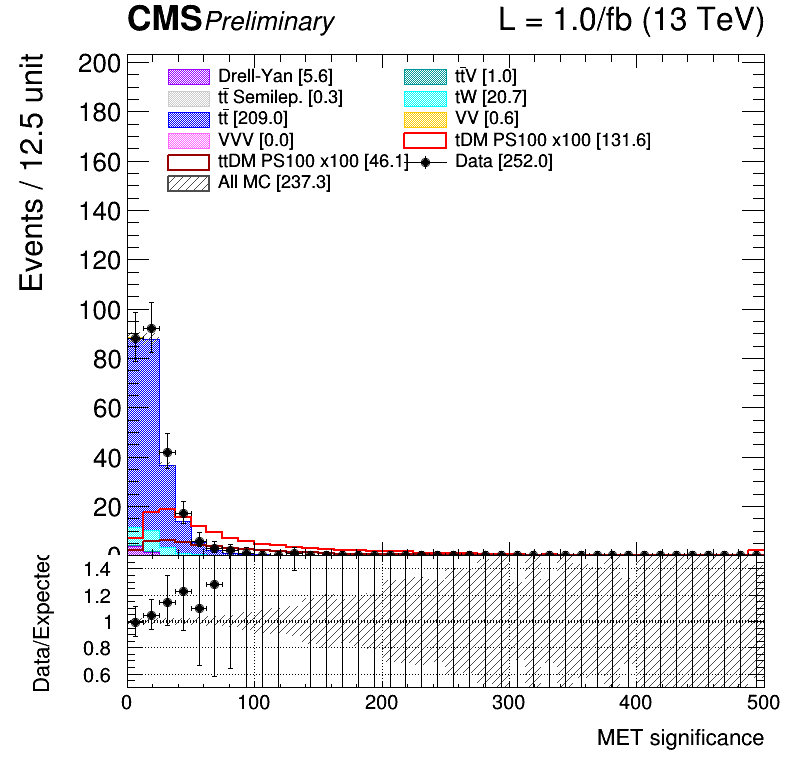 CMS Preliminary L = 1.0/fb (13 TeV)
Events / 12.5 unit
200
180
160
140
120
100
80
60
40
20
0
Drell-Yan [5.6]
tt̄V [1.0]
tt̄ Semilep. [0.3]
tW [20.7]
tt̄ [209.0]
VV [0.6]
VVV [0.0]
tDM PS100 x100 [131.6]
ttDM PS100 x100 [46.1]
Data [252.0]
All MC [237.3]
Data/Expected
1.4
1.2
1
0.8
0.6
0 100 200 300 400 500
MET significance